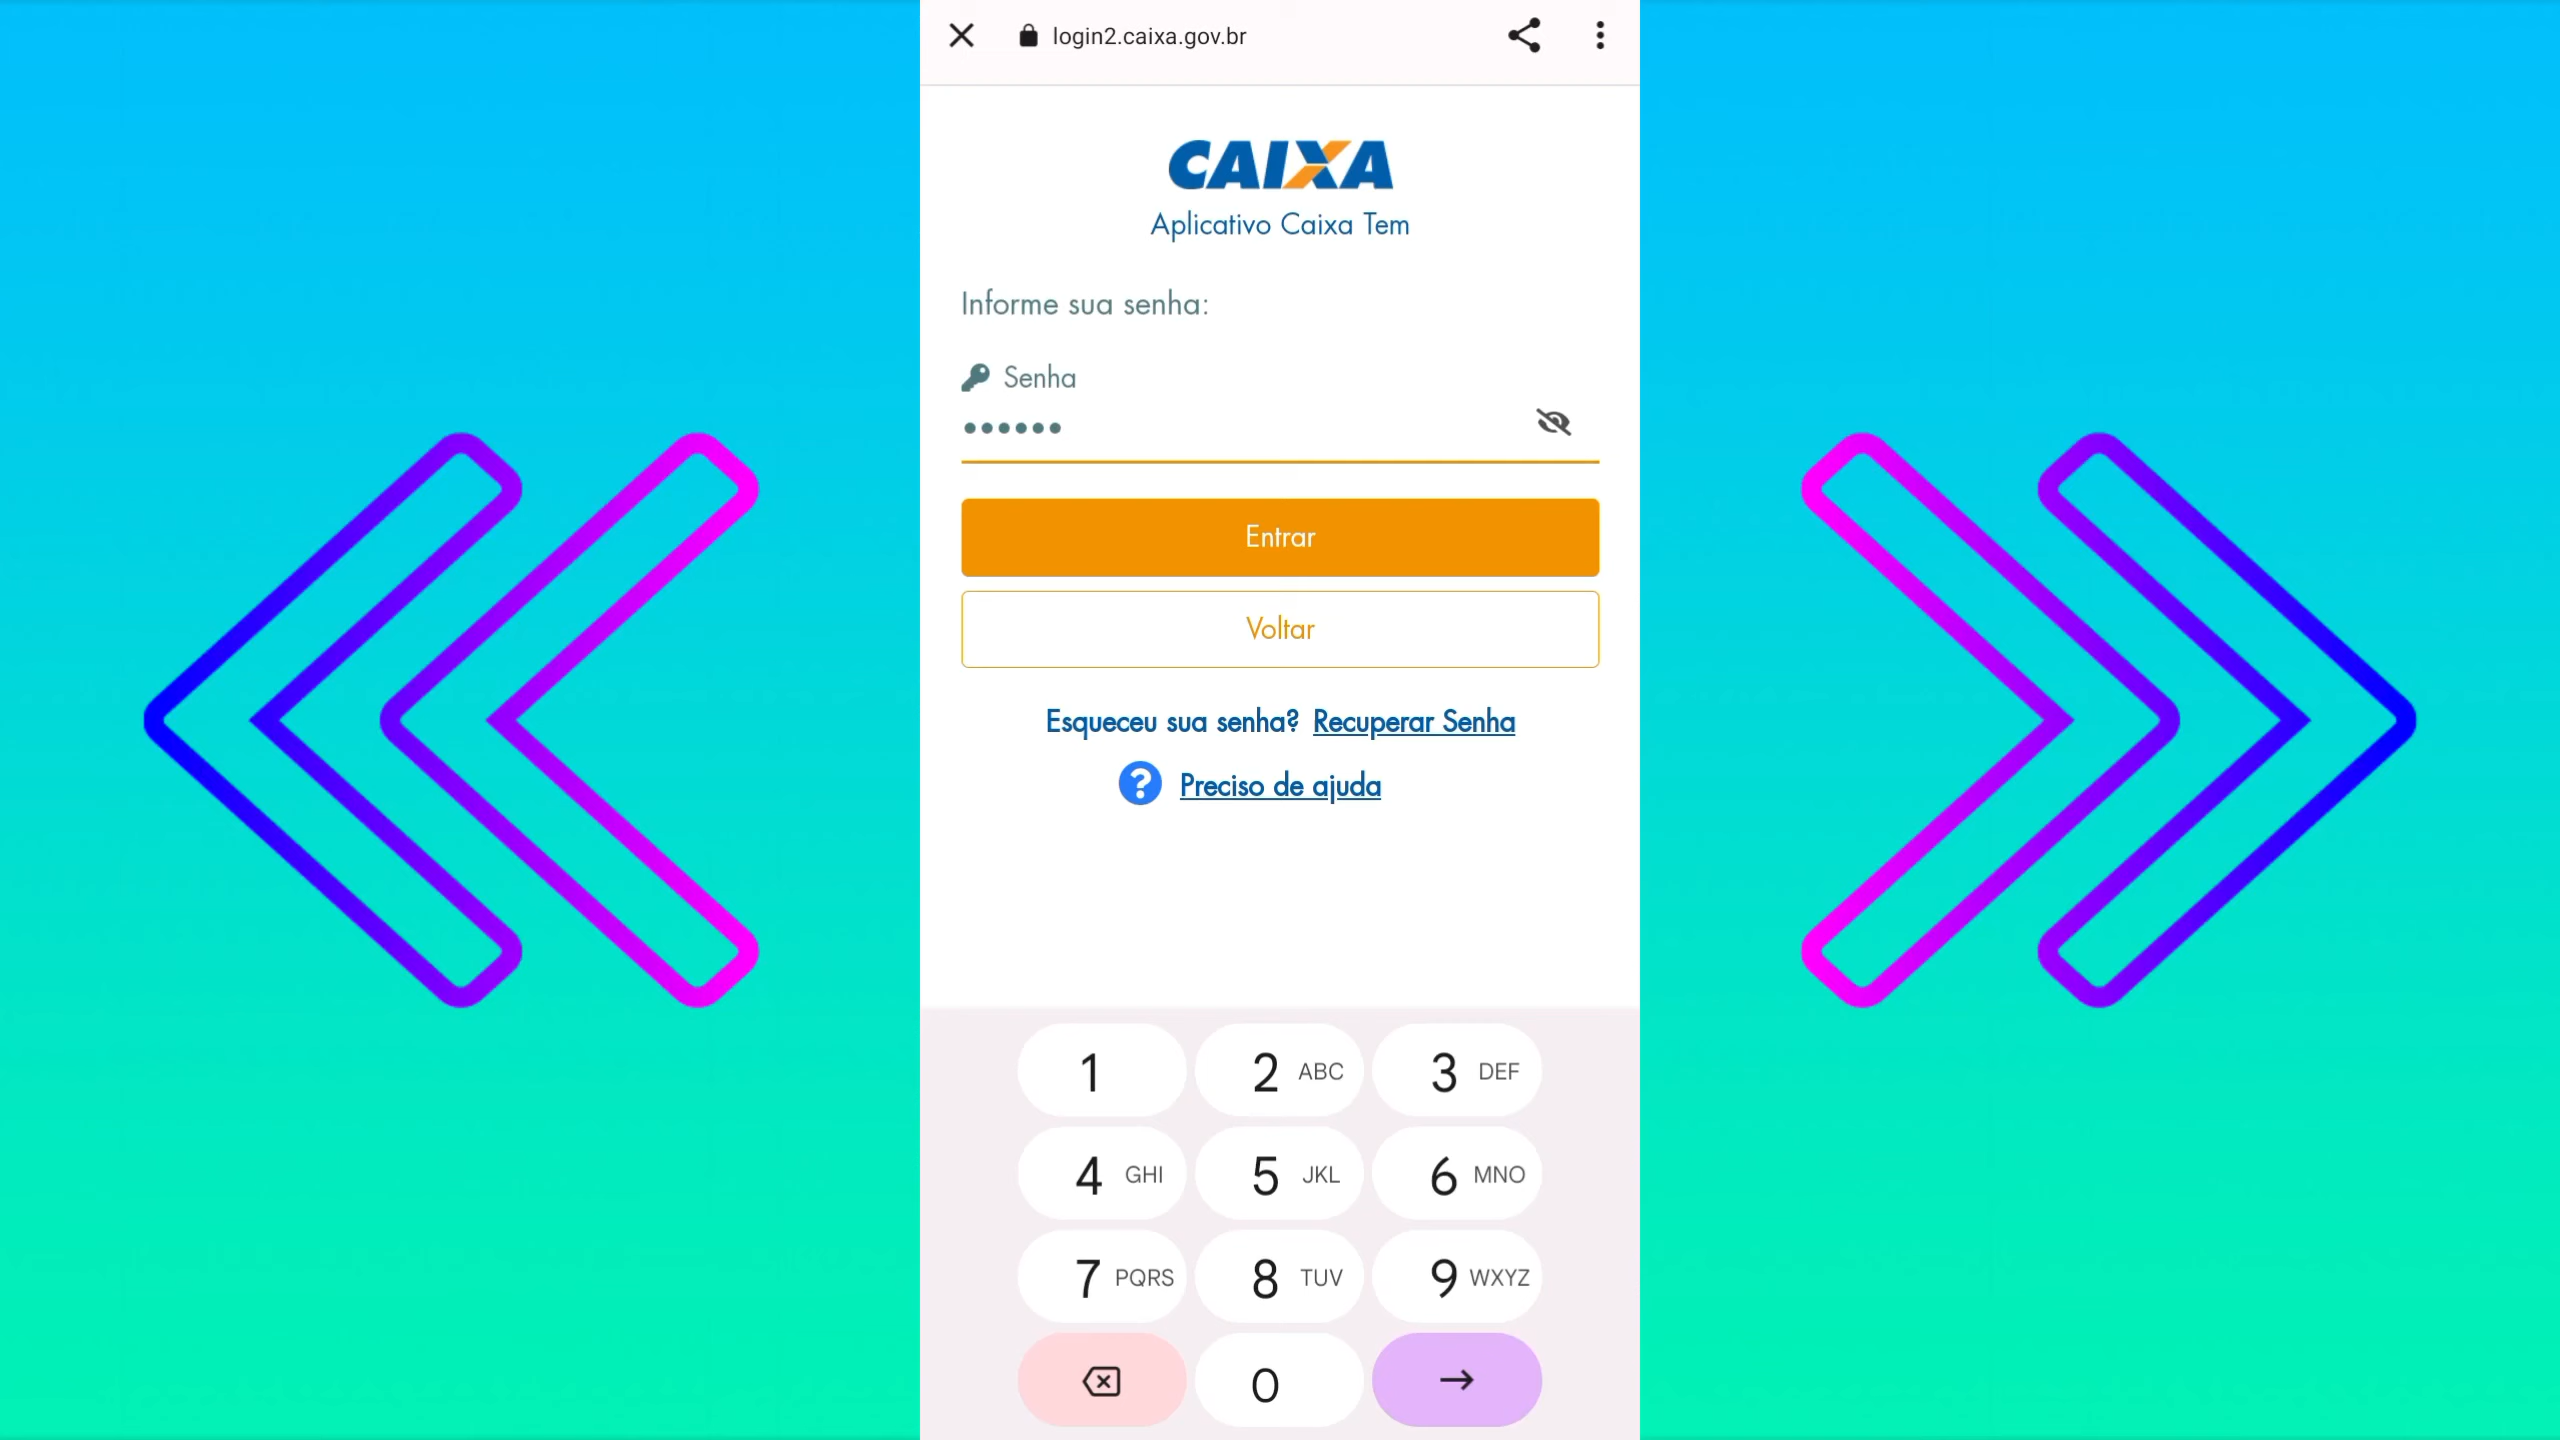 login2.caixa.gov.br
CAIXA
Aplicativo Caixa Tem
Informe sua senha:
Senha
••••••
Entrar
Voltar
Esqueceu sua senha? Recuperar Senha
? Preciso de ajuda
1 2 ABC 3 DEF
4 GHI 5 JKL 6 MNO
7 PQRS 8 TUV 9 WXYZ
0